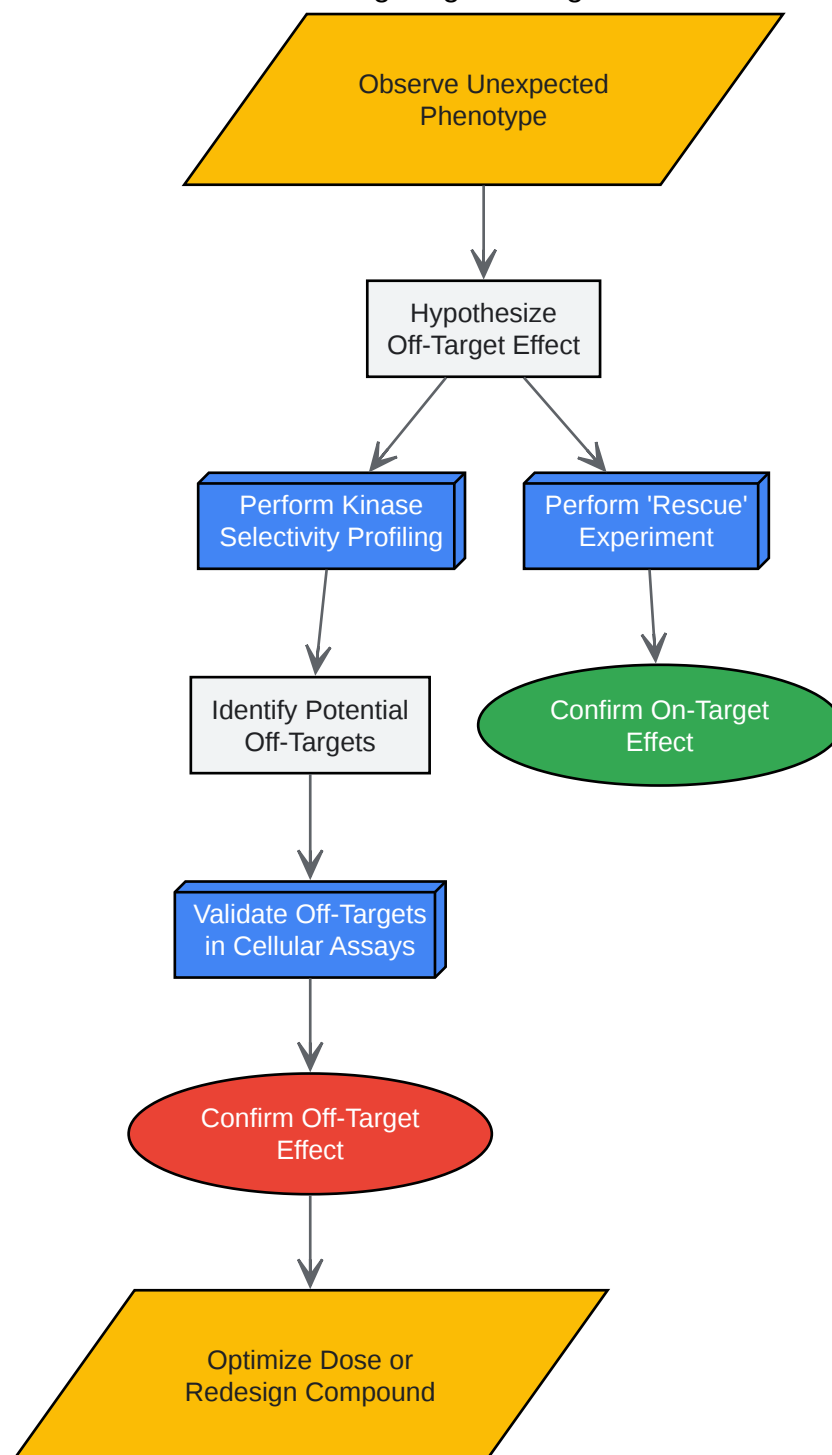 Observe Unexpected
Phenotype
Hypothesize
Off-Target Effect
Perform Kinase
Selectivity Profiling
Perform 'Rescue'
Experiment
Identify Potential
Off-Targets
Confirm On-Target
Effect
Validate Off-Targets
in Cellular Assays
Confirm Off-Target
Effect
Optimize Dose or
Redesign Compound